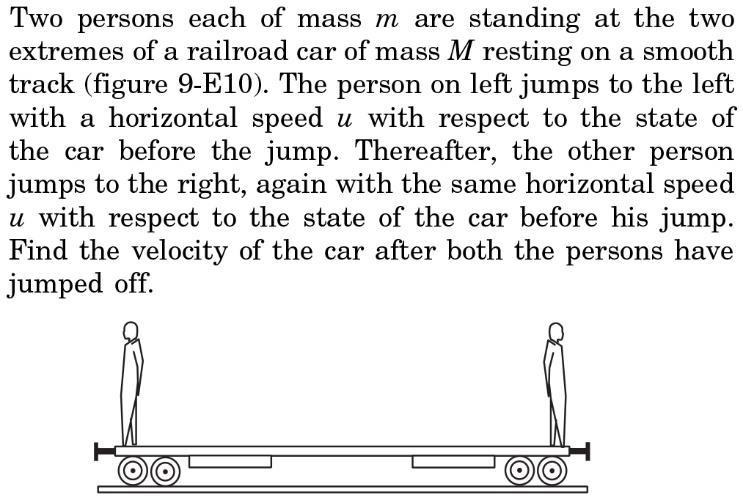 Two persons each of mass m are standing at the two
extremes of a railroad car of mass M resting on a smooth
track (figure 9-E10). The person on left jumps to the left
with a horizontal speed u with respect to the state of
the car before the jump. Thereafter, the other person
jumps to the right, again with the same horizontal speed
u with respect to the state of the car before his jump.
Find the velocity of the car after both the persons have
jumped off.